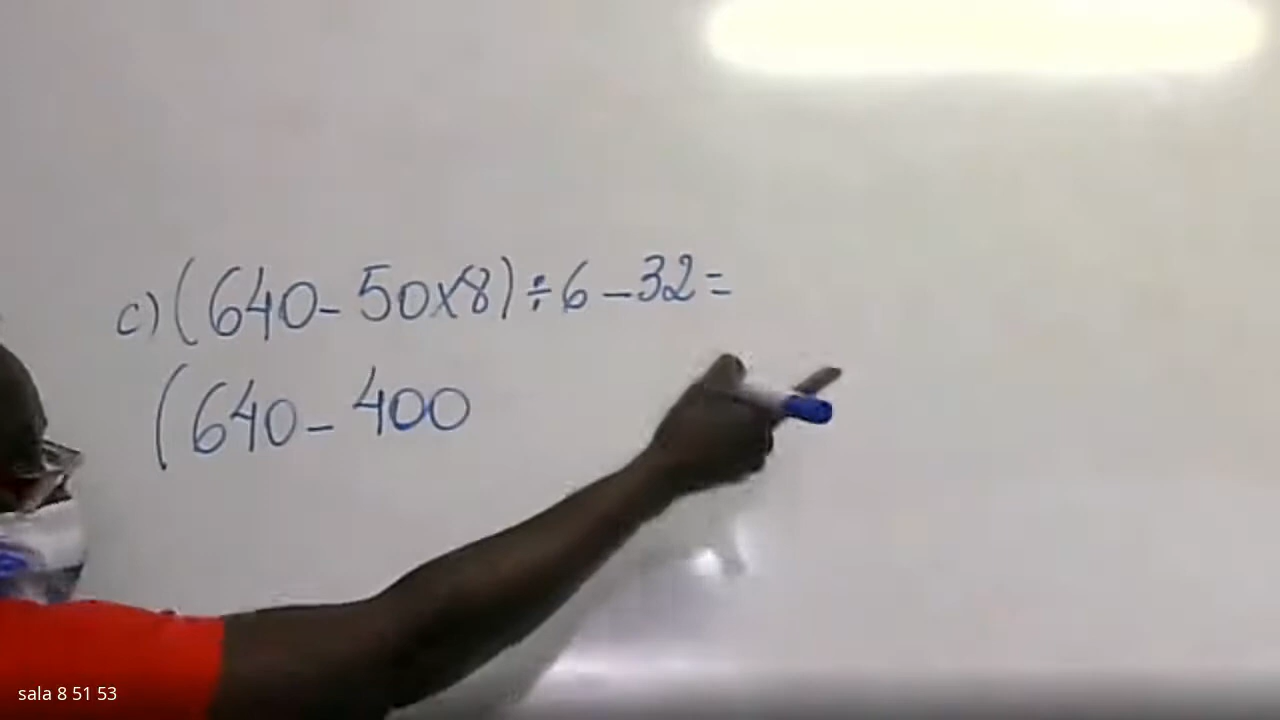 c) (640 - 50x8) ÷ 6 - 32 =
(640 - 400
sala 8 51 53